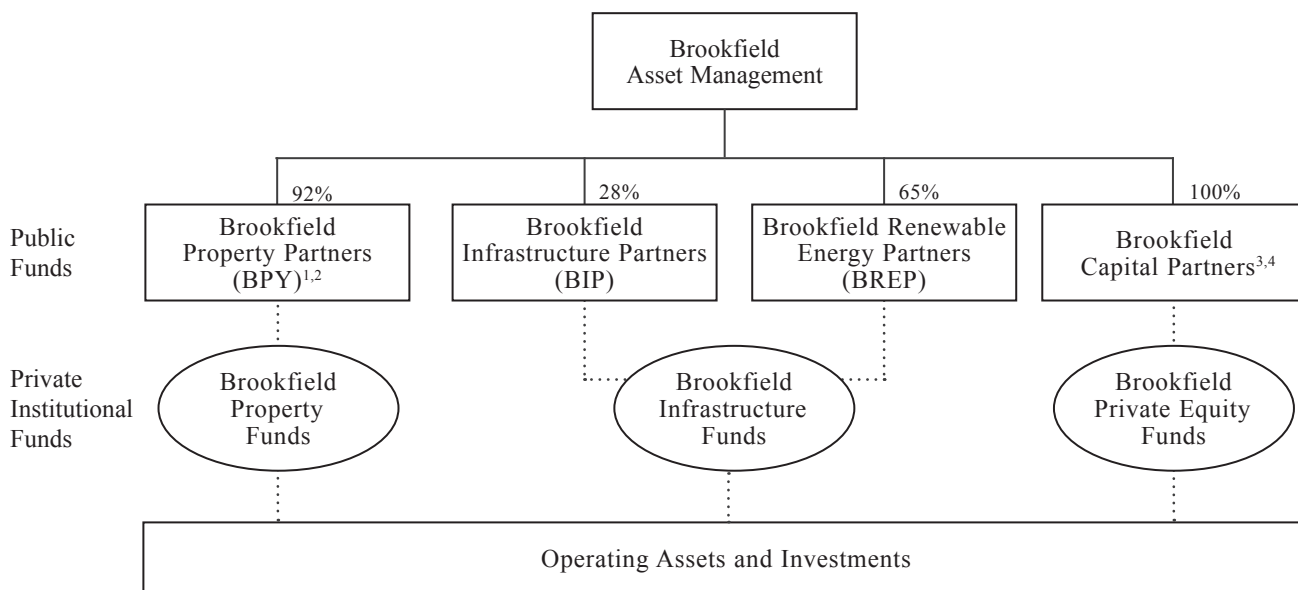 Brookfield
Asset Management
92%
28%
65%
100%
Public
Funds
Brookfield
Property Partners
(BPY)1,2
Brookfield
Infrastructure Partners
(BIP)
Brookfield Renewable
Energy Partners
(BREP)
Brookfield
Capital Partners3,4
Private
Institutional
Funds
Brookfield
Property
Funds
Brookfield
Infrastructure
Funds
Brookfield
Private Equity
Funds
Operating Assets and Investments